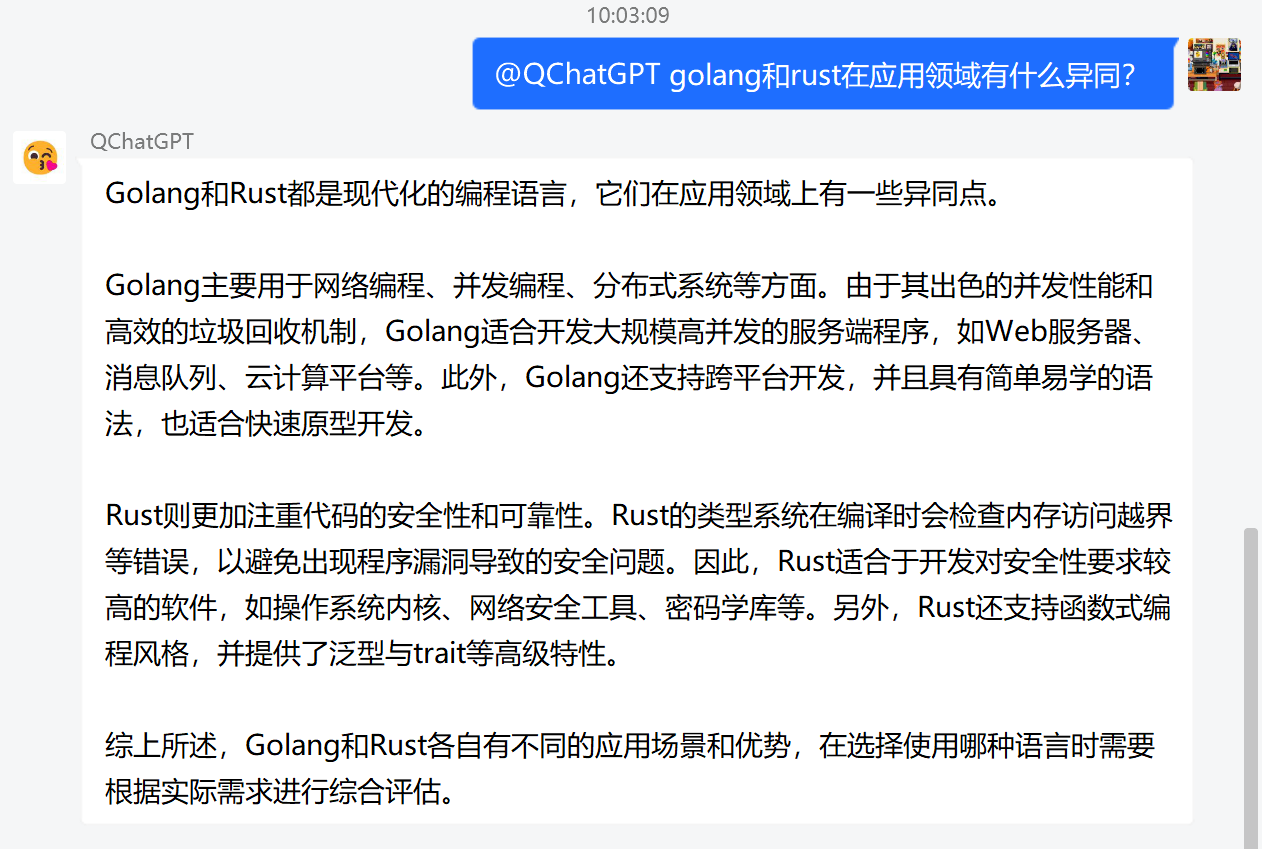 10:03:09
@QChatGPT golang和rust在应用领域有什么异同？
QChatGPT
Golang和Rust都是现代化的编程语言，它们在应用领域上有一些异同点。
Golang主要用于网络编程、并发编程、分布式系统等方面。由于其出色的并发性能和
高效的垃圾回收机制，Golang适合开发大规模高并发的服务端程序，如Web服务器、
消息队列、云计算平台等。此外，Golang还支持跨平台开发，并且具有简单易学的语
法，也适合快速原型开发。
Rust则更加注重代码的安全性和可靠性。Rust的类型系统在编译时会检查内存访问越界
等错误，以避免出现程序漏洞导致的安全问题。因此，Rust适合于开发对安全性要求较
高的软件，如操作系统内核、网络安全工具、密码学库等。另外，Rust还支持函数式编
程风格，并提供了泛型与trait等高级特性。
综上所述，Golang和Rust各自有不同的应用场景和优势，在选择使用哪种语言时需要
根据实际需求进行综合评估。